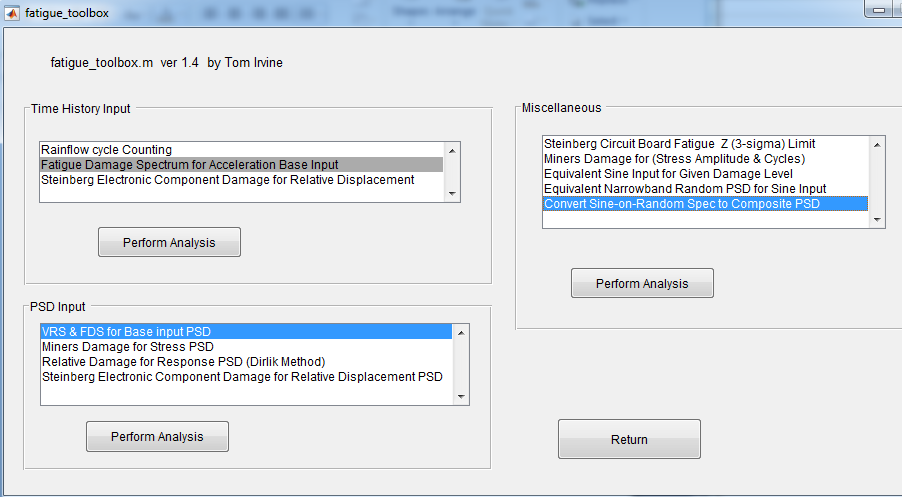 fatigue_toolbox
fatigue_toolbox.m ver 1.4 by Tom Irvine
Time History Input
Rainflow cycle Counting
Fatigue Damage Spectrum for Acceleration Base Input
Steinberg Electronic Component Damage for Relative Displacement
Perform Analysis
PSD Input
VRS & FDS for Base input PSD
Miners Damage for Stress PSD
Relative Damage for Response PSD (Dirlik Method)
Steinberg Electronic Component Damage for Relative Displacement PSD
Perform Analysis
Miscellaneous
Steinberg Circuit Board Fatigue Z (3-sigma) Limit
Miners Damage for (Stress Amplitude & Cycles)
Equivalent Sine Input for Given Damage Level
Equivalent Narrowband Random PSD for Sine Input
Convert Sine-on-Random Spec to Composite PSD
Perform Analysis
Return